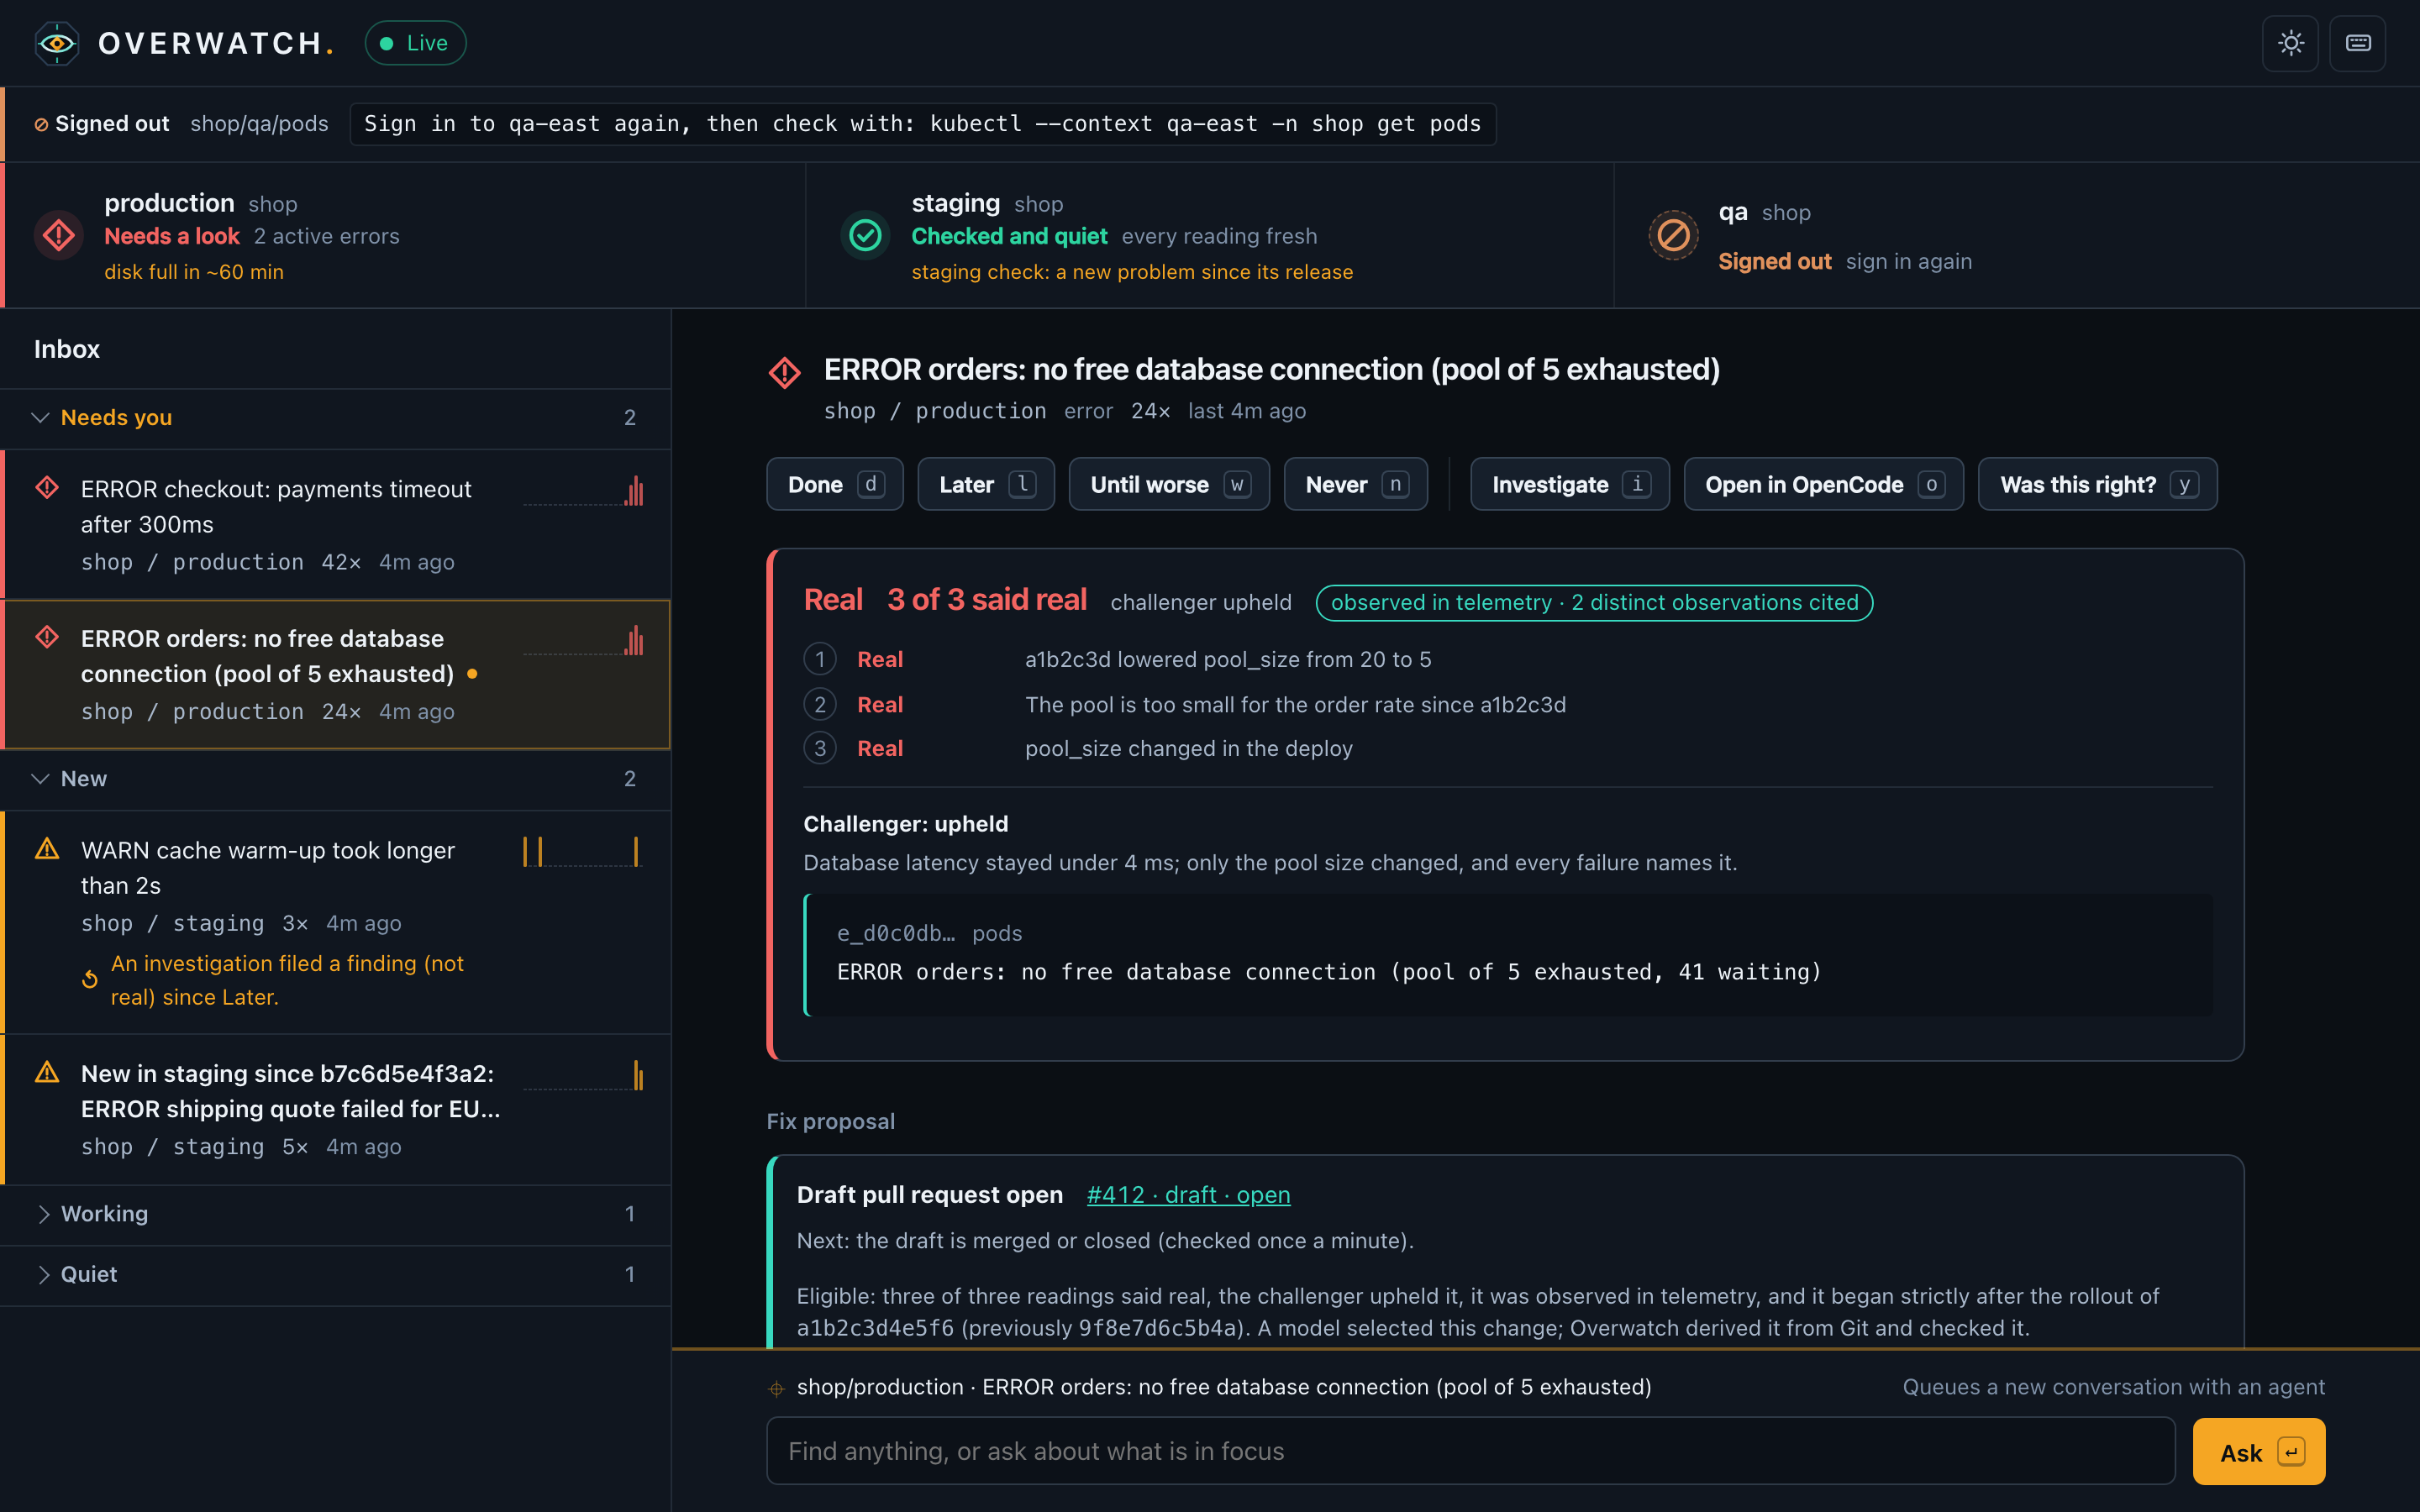 OVERWATCH.
Live
Signed out shop/qa/pods Sign in to qa-east again, then check with: kubectl --context qa-east -n shop get pods
production shop
Needs a look 2 active errors
disk full in ~60 min
staging shop
Checked and quiet every reading fresh
staging check: a new problem since its release
qa shop
Signed out sign in again
Inbox
Needs you 2
ERROR checkout: payments timeout
after 300ms
shop / production 42× 4m ago
ERROR orders: no free database
connection (pool of 5 exhausted)
shop / production 24× 4m ago
New 2
WARN cache warm-up took longer
than 2s
shop / staging 3× 4m ago
An investigation filed a finding (not
real) since Later.
New in staging since b7c6d5e4f3a2:
ERROR shipping quote failed for EU…
shop / staging 5× 4m ago
Working 1
Quiet 1
ERROR orders: no free database connection (pool of 5 exhausted)
shop / production error 24× last 4m ago
Done d Later l Until worse w Never n Investigate i Open in OpenCode o Was this right? y
Real 3 of 3 said real challenger upheld observed in telemetry · 2 distinct observations cited
1 Real a1b2c3d lowered pool_size from 20 to 5
2 Real The pool is too small for the order rate since a1b2c3d
3 Real pool_size changed in the deploy
Challenger: upheld
Database latency stayed under 4 ms; only the pool size changed, and every failure names it.
e_d0c0db… pods
ERROR orders: no free database connection (pool of 5 exhausted, 41 waiting)
Fix proposal
Draft pull request open #412 · draft · open
Next: the draft is merged or closed (checked once a minute).
Eligible: three of three readings said real, the challenger upheld it, it was observed in telemetry, and it began strictly after the rollout of
a1b2c3d4e5f6 (previously 9f8e7d6c5b4a). A model selected this change; Overwatch derived it from Git and checked it.
shop/production · ERROR orders: no free database connection (pool of 5 exhausted) Queues a new conversation with an agent
Find anything, or ask about what is in focus
Ask ↵